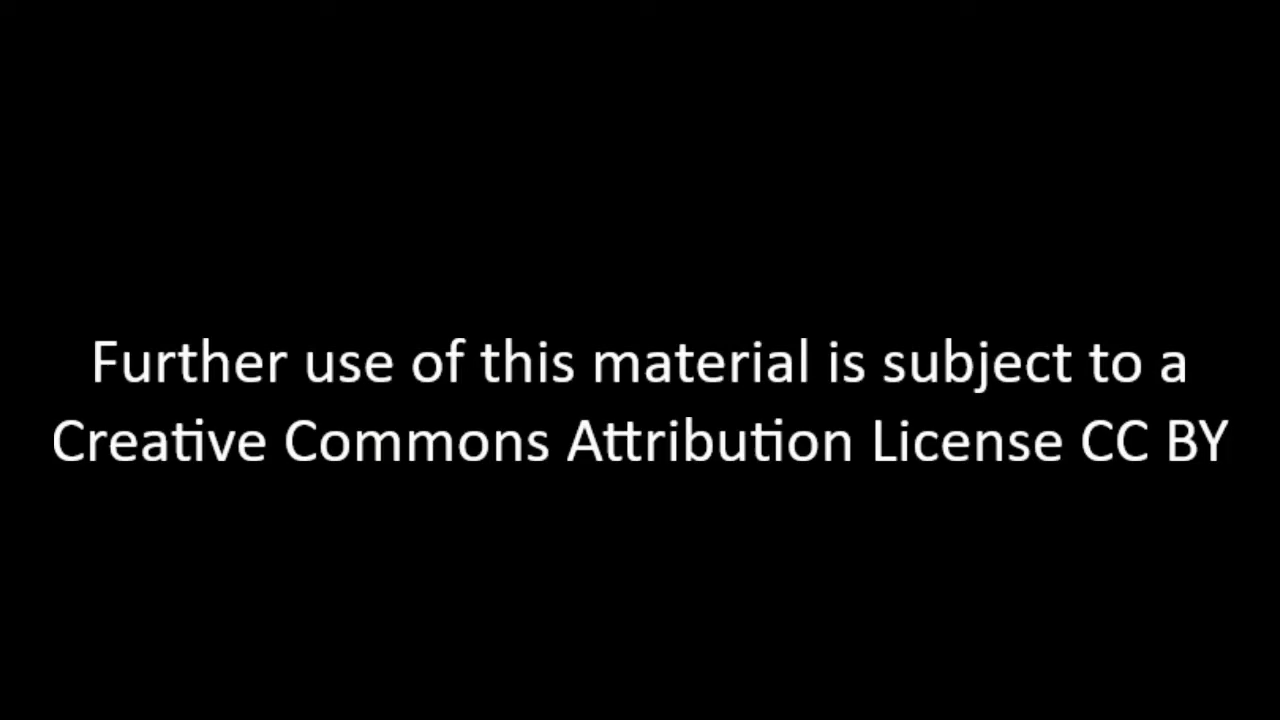 Further use of this material is subject to a
Creative Commons Attribution License CC BY